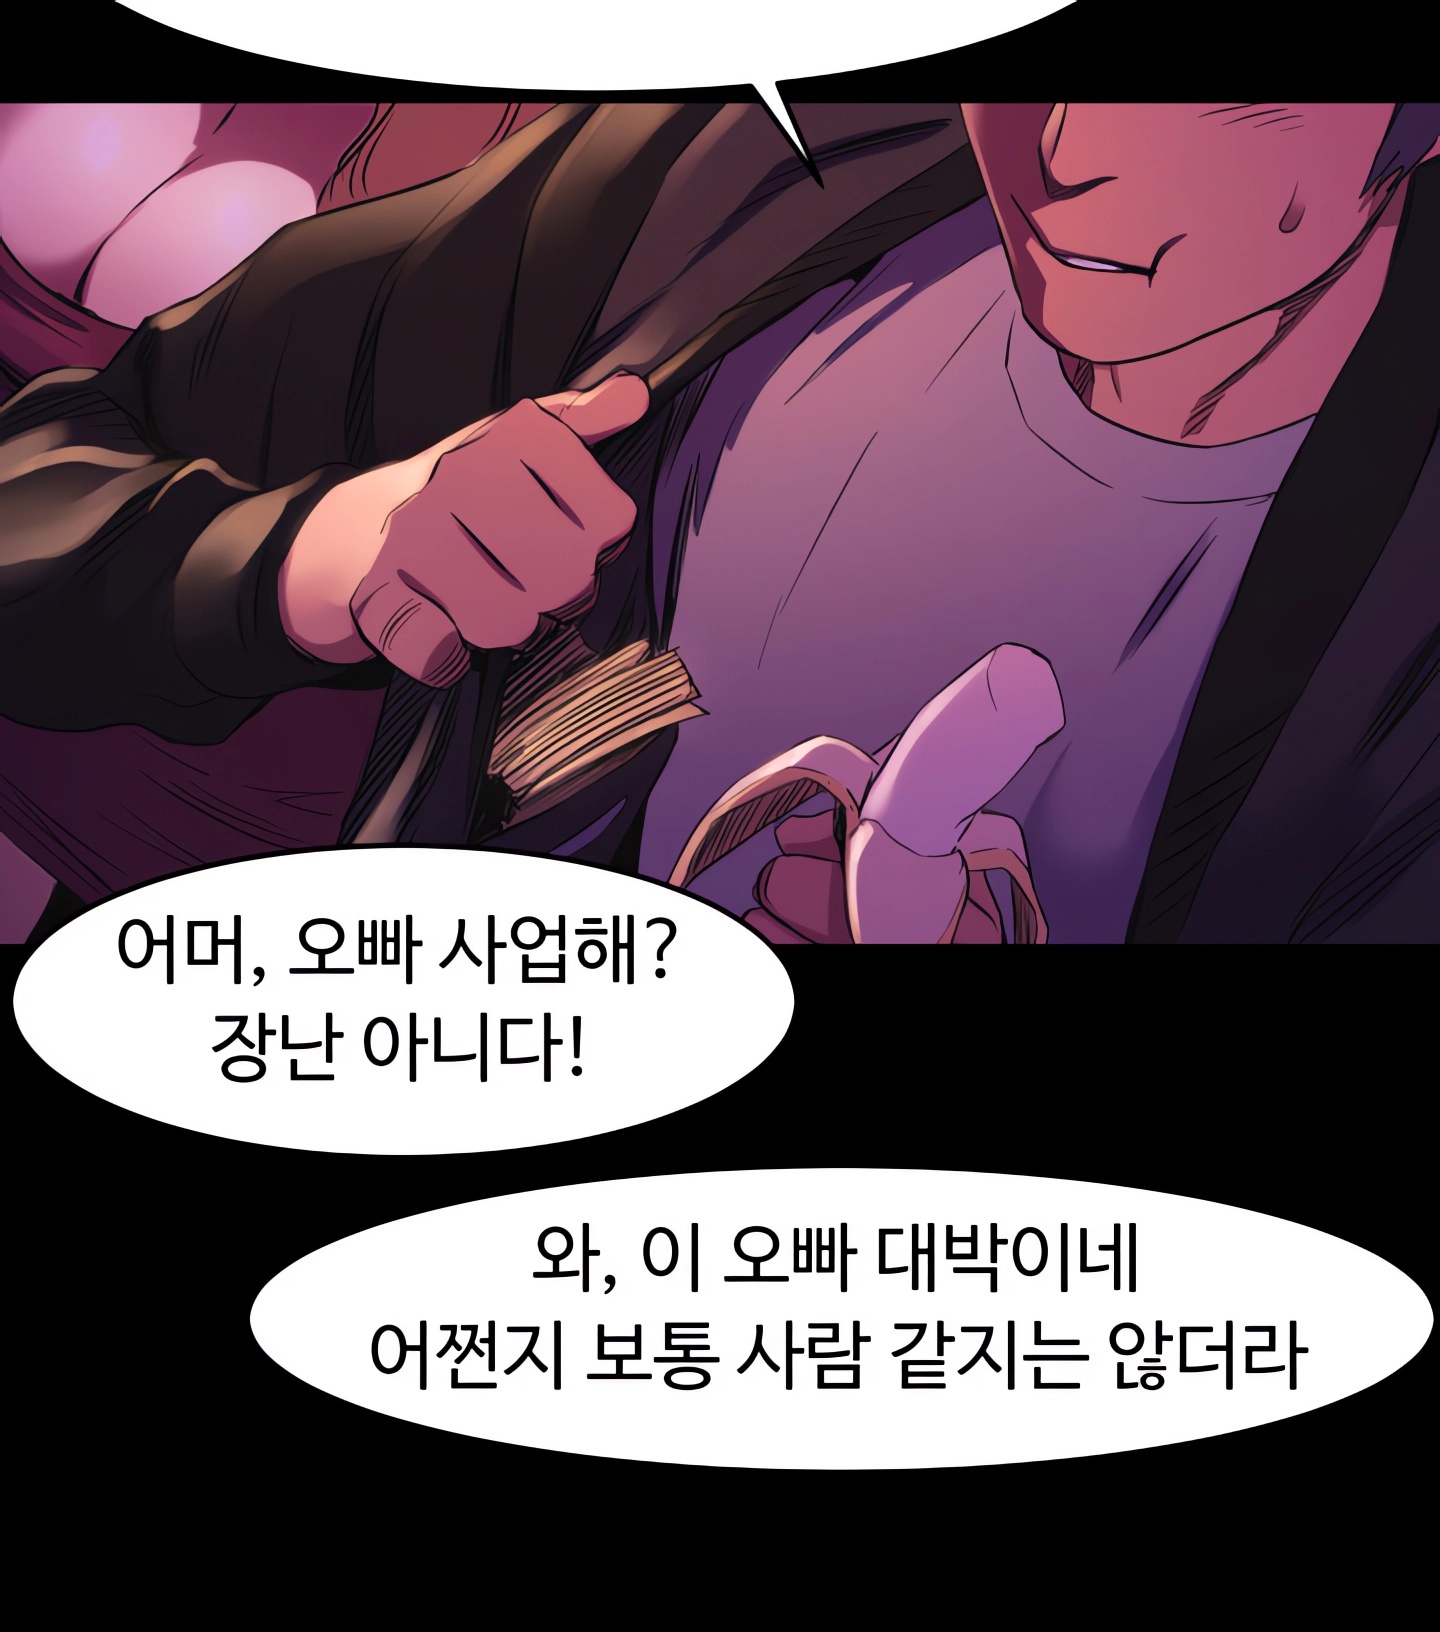 어머, 오빠 사업해?
장난 아니다!
와, 이 오빠 대박이네
어쩐지 보통 사람 같지는 않더라